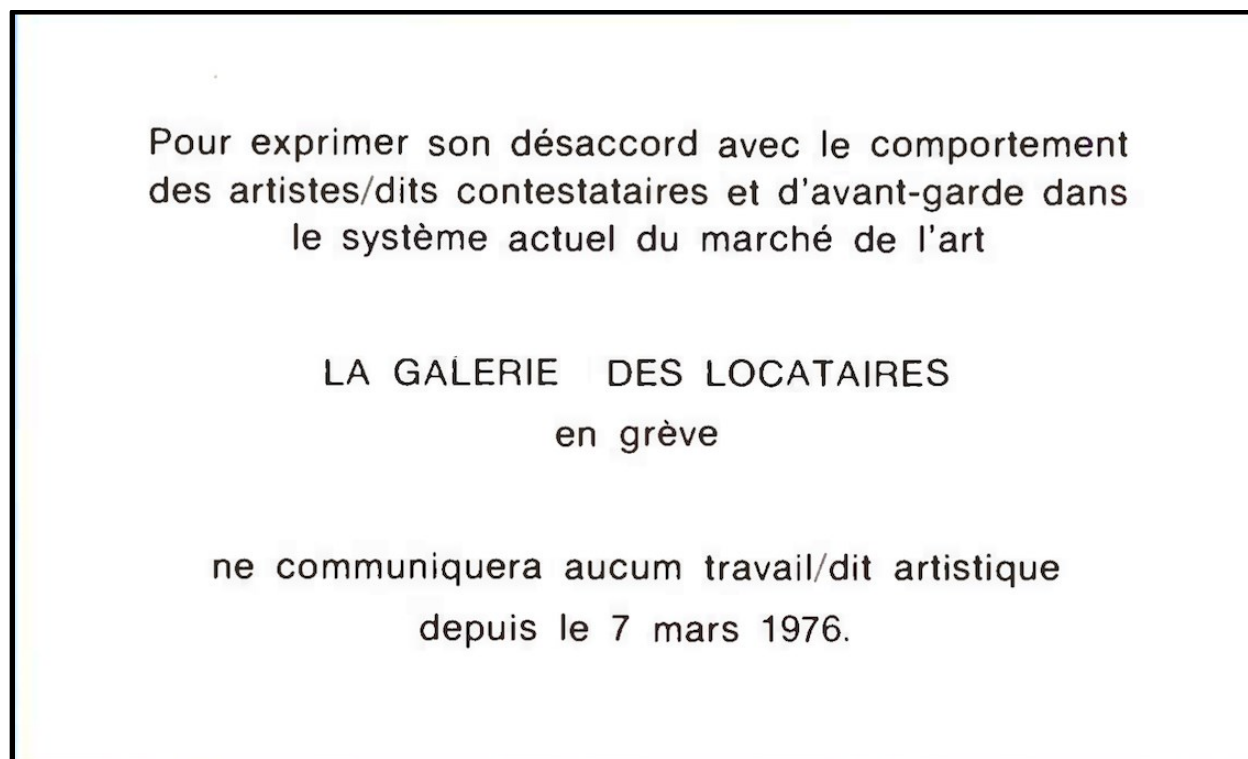 Pour exprimer son désaccord avec le comportement
des artistes/dits contestataires et d'avant-garde dans
le système actuel du marché de l'art
LA GALERIE DES LOCATAIRES
en grève
ne communiquera aucum travail/dit artistique
depuis le 7 mars 1976.